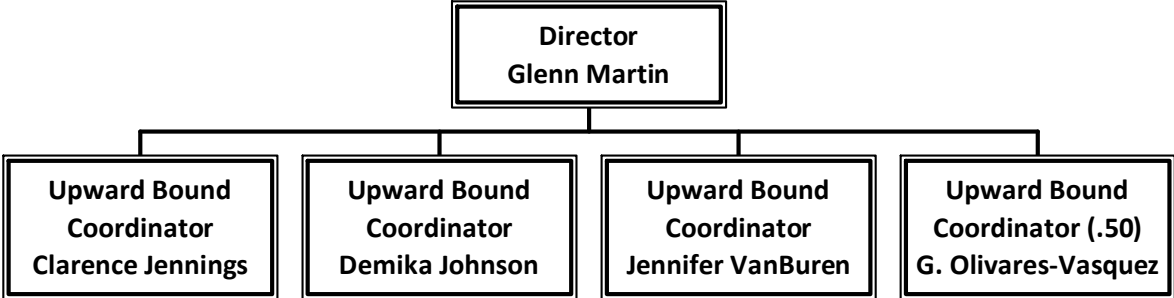 Director
Glenn Martin
Upward Bound
Coordinator
Clarence Jennings
Upward Bound
Coordinator
Demika Johnson
Upward Bound
Coordinator
Jennifer VanBuren
Upward Bound
Coordinator (.50)
G. Olivares-Vasquez